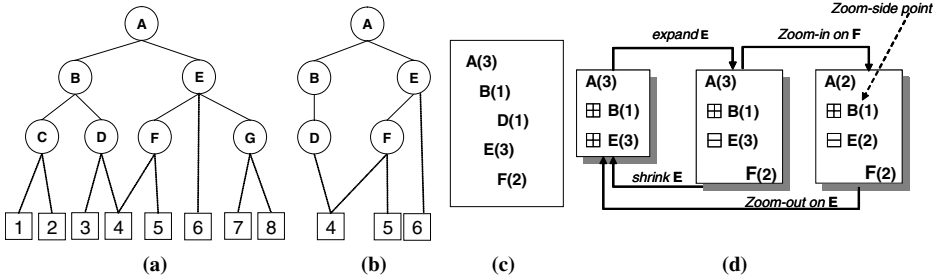 A
B
E
C
D
F
G
1 2 3 4 5 6 7 8
(a)
A
B
E
D
F
4 5 6
(b)
A(3)
B(1)
D(1)
E(3)
F(2)
(c)
Zoom-side point
expand E
Zoom-in on F
A(3)
B(1)
E(3)
A(3)
B(1)
E(3)
F(2)
A(2)
B(1)
E(2)
F(2)
shrink E
Zoom-out on E
(d)